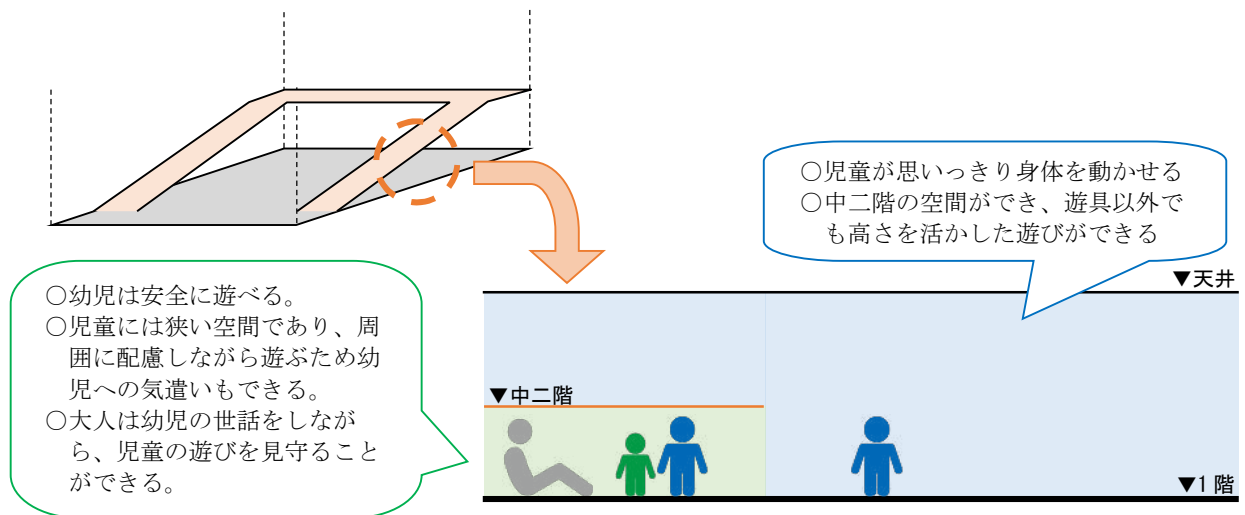 ○児童が思いっきり身体を動かせる
○中二階の空間ができ、遊具以外で
も高さを活かした遊びができる
▼天井
○幼児は安全に遊べる。
○児童には狭い空間であり、周
囲に配慮しながら遊ぶため幼
児への気遣いもできる。
○大人は幼児の世話をしなが
ら、児童の遊びを見守ること
ができる。
▼中二階
▼1階